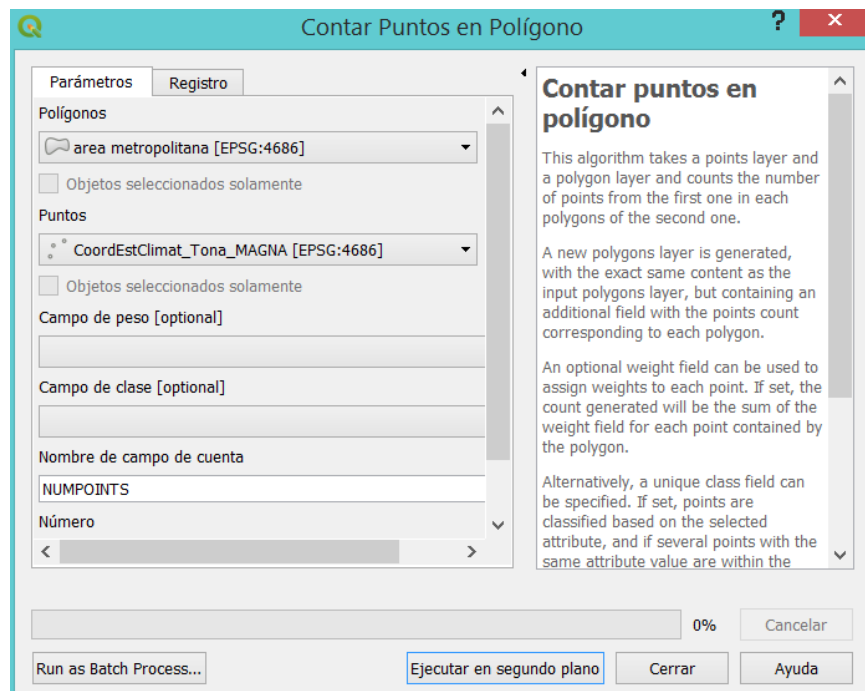 Contar Puntos en Polígono
?
×
Parámetros
Registro
Polígonos
area metropolitana [EPSG:4686]
Objetos seleccionados solamente
Puntos
CoordEstClimat_Tona_MAGNA [EPSG:4686]
Objetos seleccionados solamente
Campo de peso [optional]
Campo de clase [optional]
Nombre de campo de cuenta
NUMPOINTS
Número
Contar puntos en
polígono
This algorithm takes a points layer and
a polygon layer and counts the number
of points from the first one in each
polygons of the second one.
A new polygons layer is generated,
with the exact same content as the
input polygons layer, but containing an
additional field with the points count
corresponding to each polygon.
An optional weight field can be used to
assign weights to each point. If set, the
count generated will be the sum of the
weight field for each point contained by
the polygon.
Alternatively, a unique class field can
be specified. If set, points are
classified based on the selected
attribute, and if several points with the
same attribute value are within the
0%
Cancelar
Run as Batch Process...
Ejecutar en segundo plano
Cerrar
Ayuda